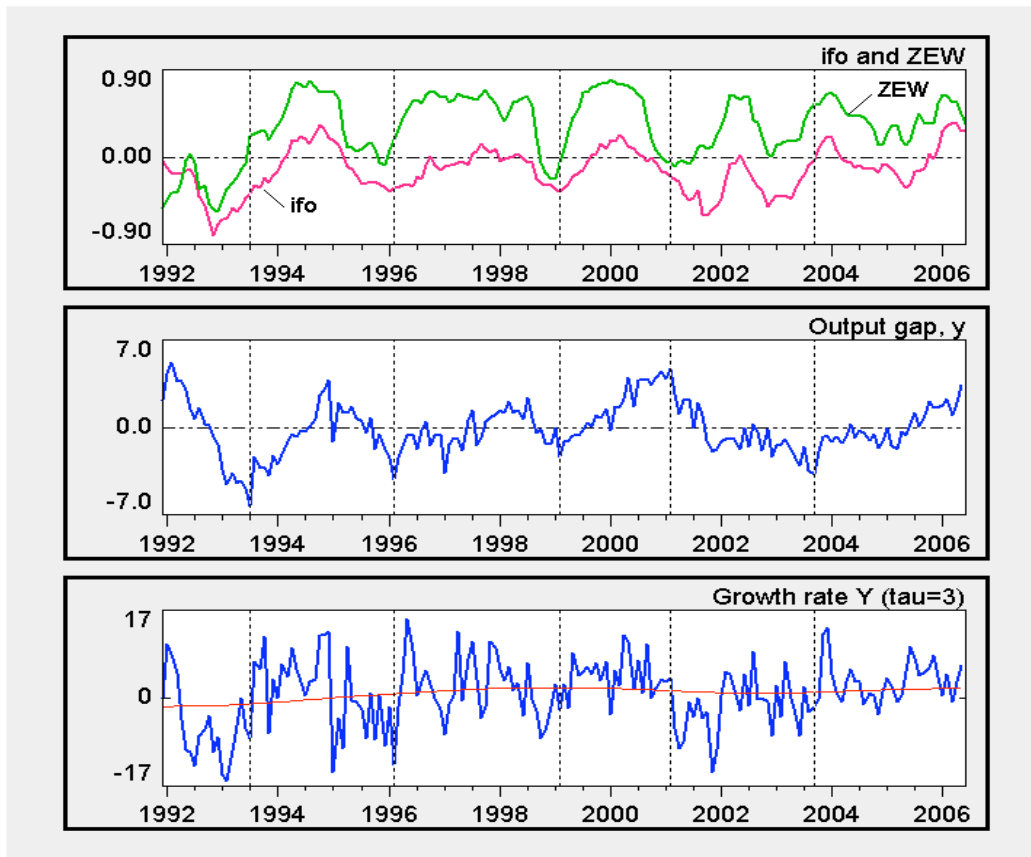 ifo and ZEW
0.90
ZEW
0.00
ifo
-0.90
1992 1994 1996 1998 2000 2002 2004 2006
Output gap, y
7.0
0.0
-7.0
1992 1994 1996 1998 2000 2002 2004 2006
Growth rate Y (tau=3)
17
0
-17
1992 1994 1996 1998 2000 2002 2004 2006